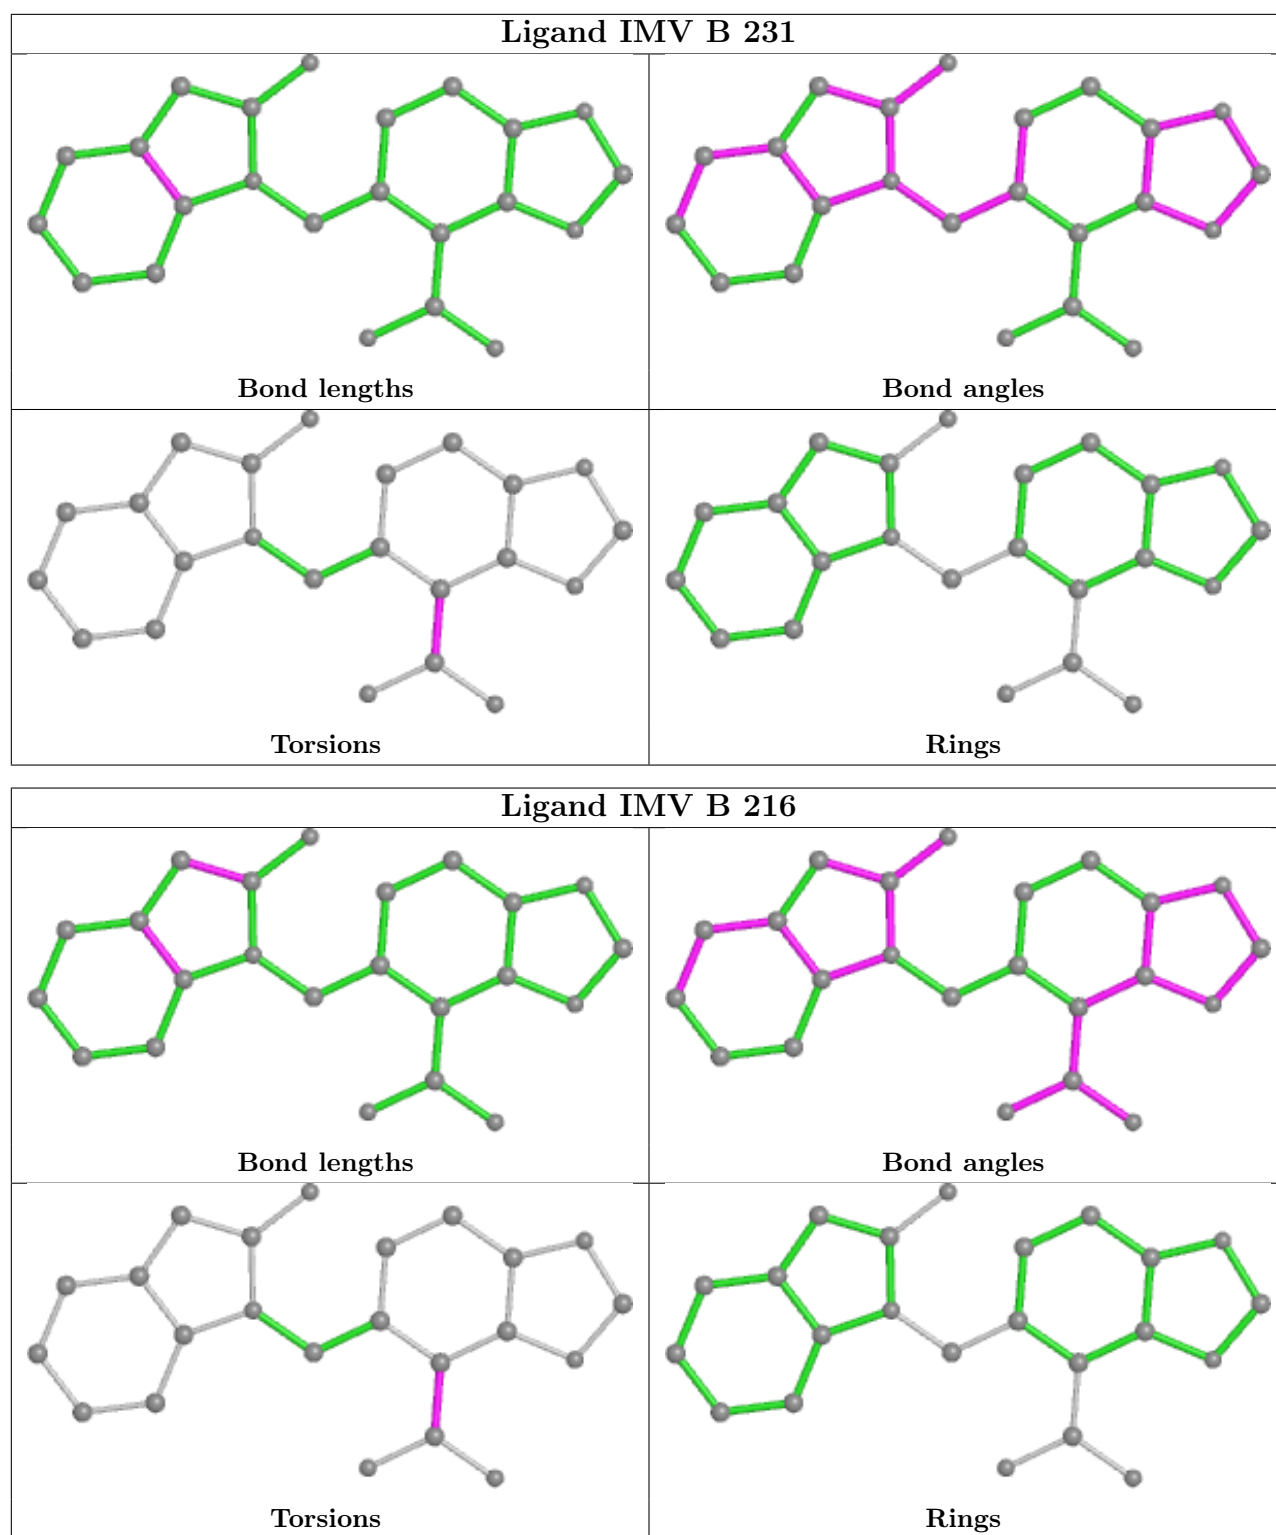 Ligand IMV B 231
Bond lengths
Bond angles
Torsions
Rings
Ligand IMV B 216
Bond lengths
Bond angles
Torsions
Rings